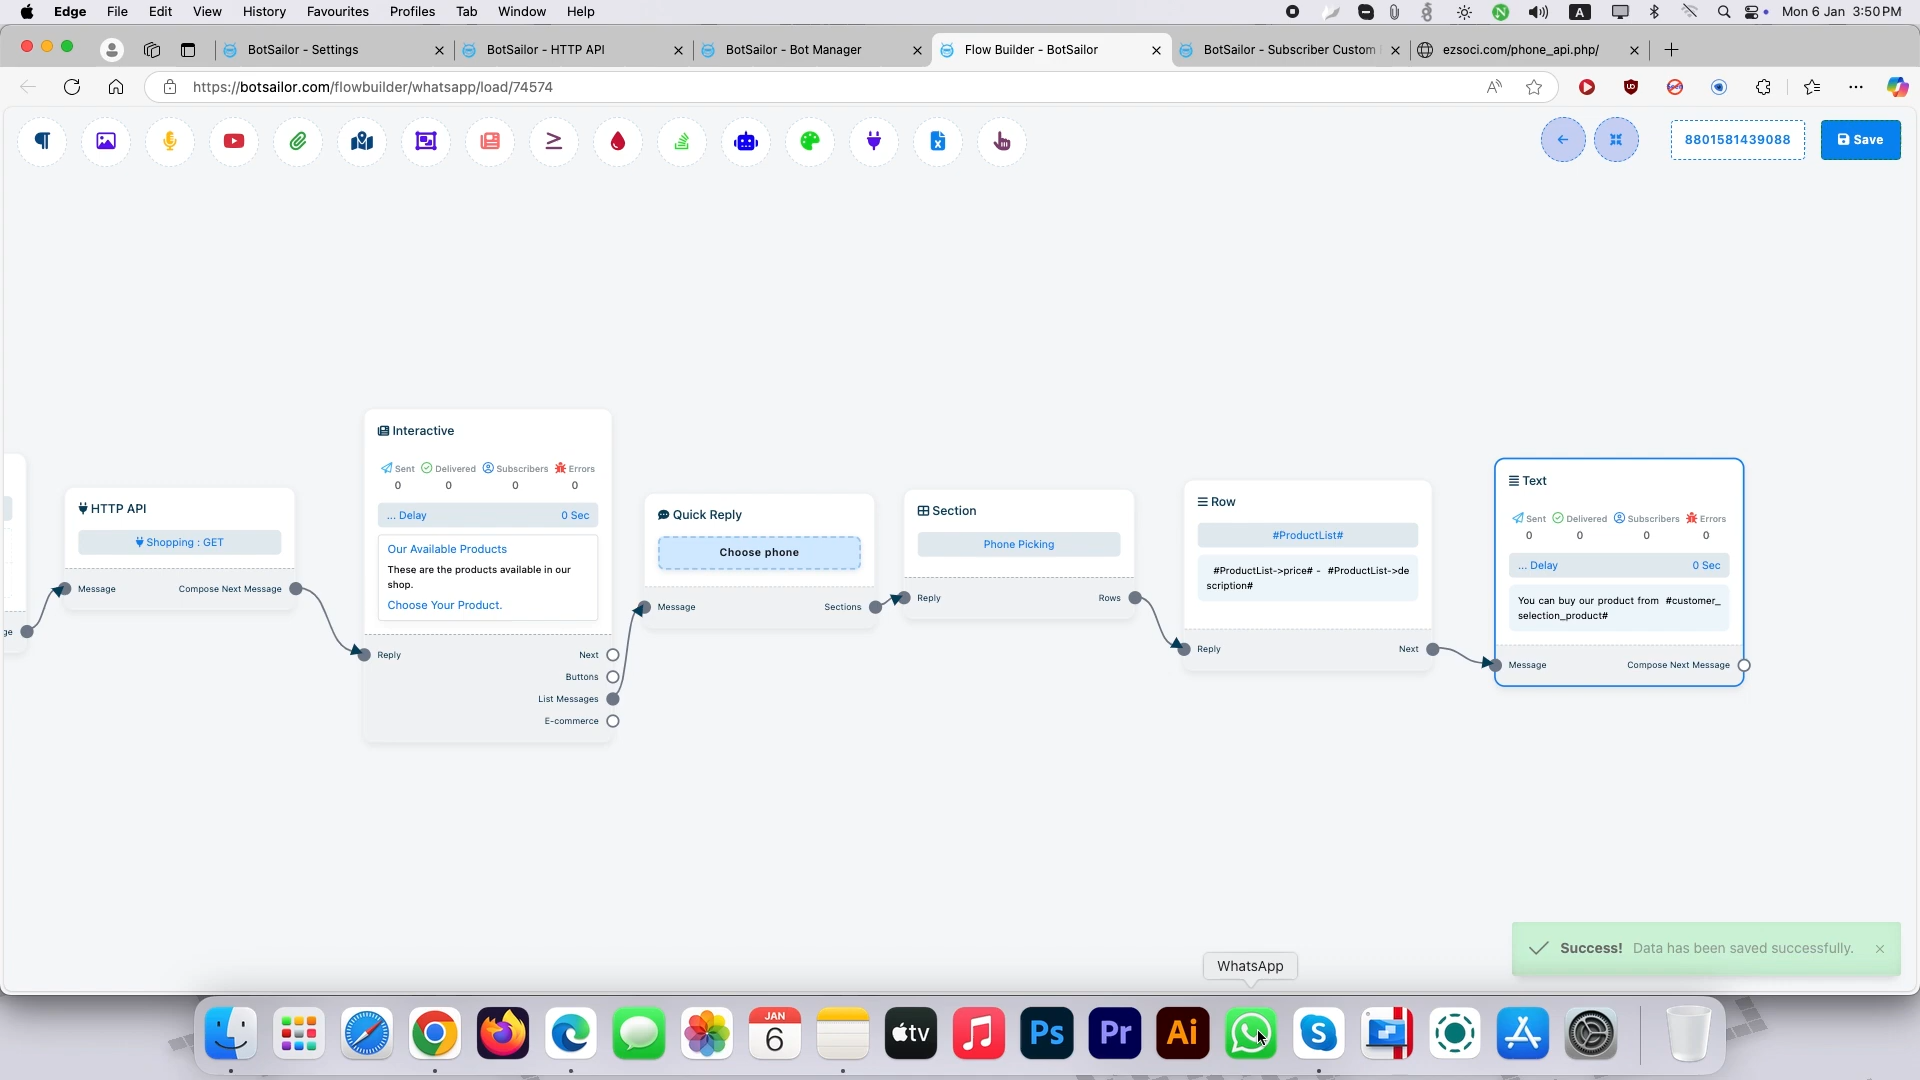 Edge File Edit View History Favourites Profiles Tab Window Help
A
Mon 6 Jan 3:50 PM
BotSailor - Settings
BotSailor - HTTP API
BotSailor - Bot Manager
Flow Builder - BotSailor
BotSailor - Subscriber Custom
ezsoci.com/phone_api.php/
https://botsailor.com/flowbuilder/whatsapp/load/74574
8801581439088
Save
HTTP API
Shopping : GET
Message
Compose Next Message
Interactive
Sent Delivered Subscribers Errors
0 0 0 0
... Delay 0 Sec
Our Available Products
These are the products available in our
shop.
Choose Your Product.
Reply
Next
Buttons
List Messages
E-commerce
Quick Reply
Choose phone
Message
Sections
Section
Phone Picking
Reply
Rows
Row
#ProductList#
#ProductList->price# - #ProductList->de
scription#
Reply
Next
Text
Sent Delivered Subscribers Errors
0 0 0 0
... Delay 0 Sec
You can buy our product from #customer_
selection_product#
Message
Compose Next Message
ge
Success! Data has been saved successfully.
WhatsApp
JAN
6
tv
Ps
Pr
Ai